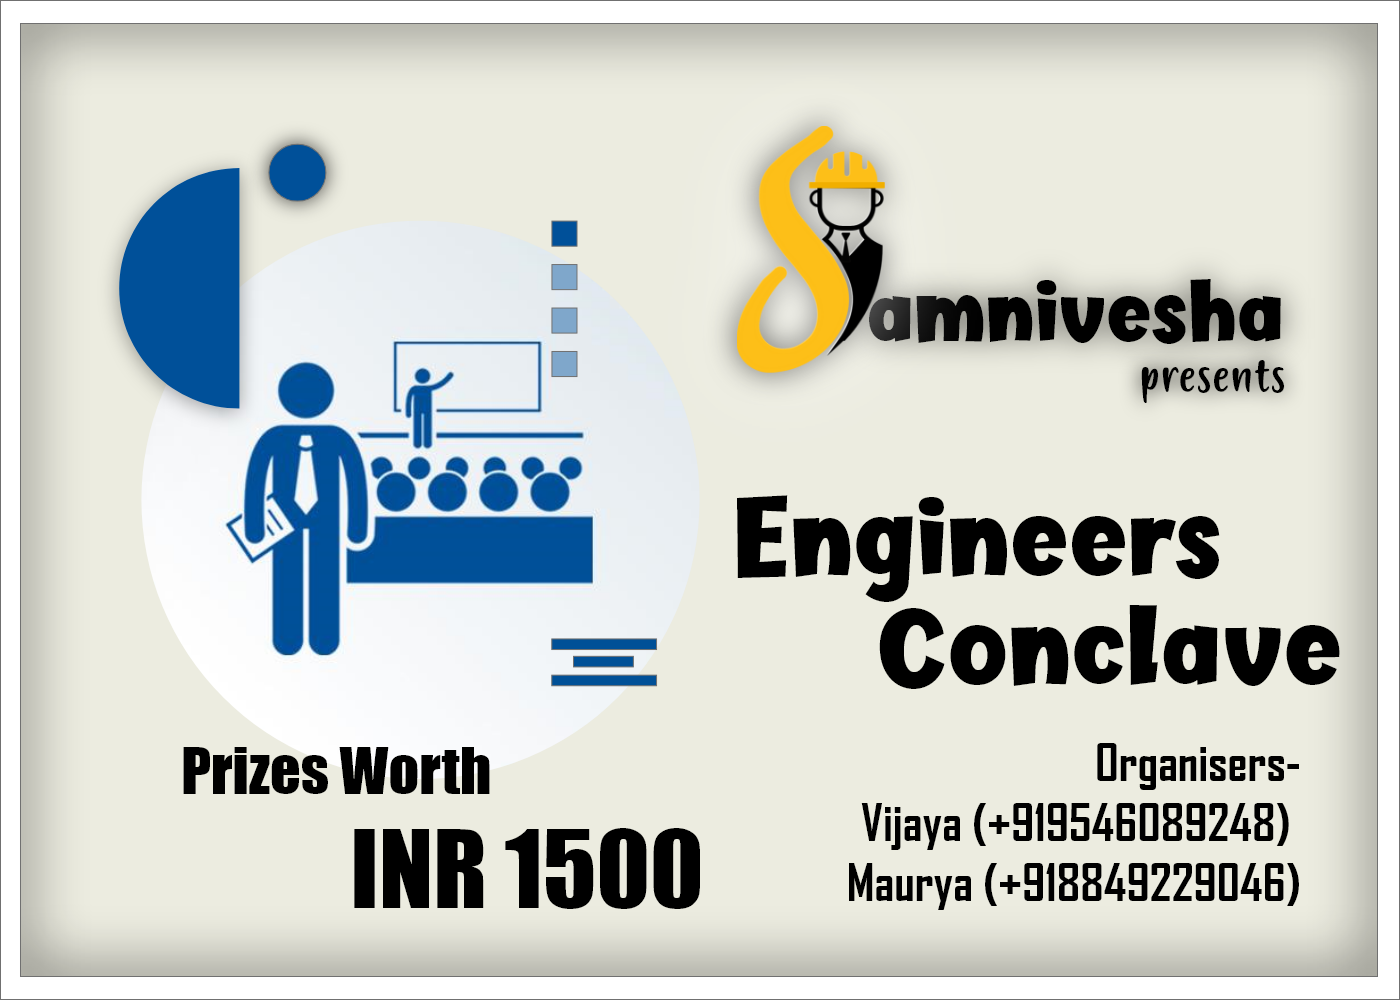 Samnivesha
presents
Engineers
Conclave
Prizes Worth
INR 1500
Organisers-
Vijaya (+919546089248)
Maurya (+918849229046)